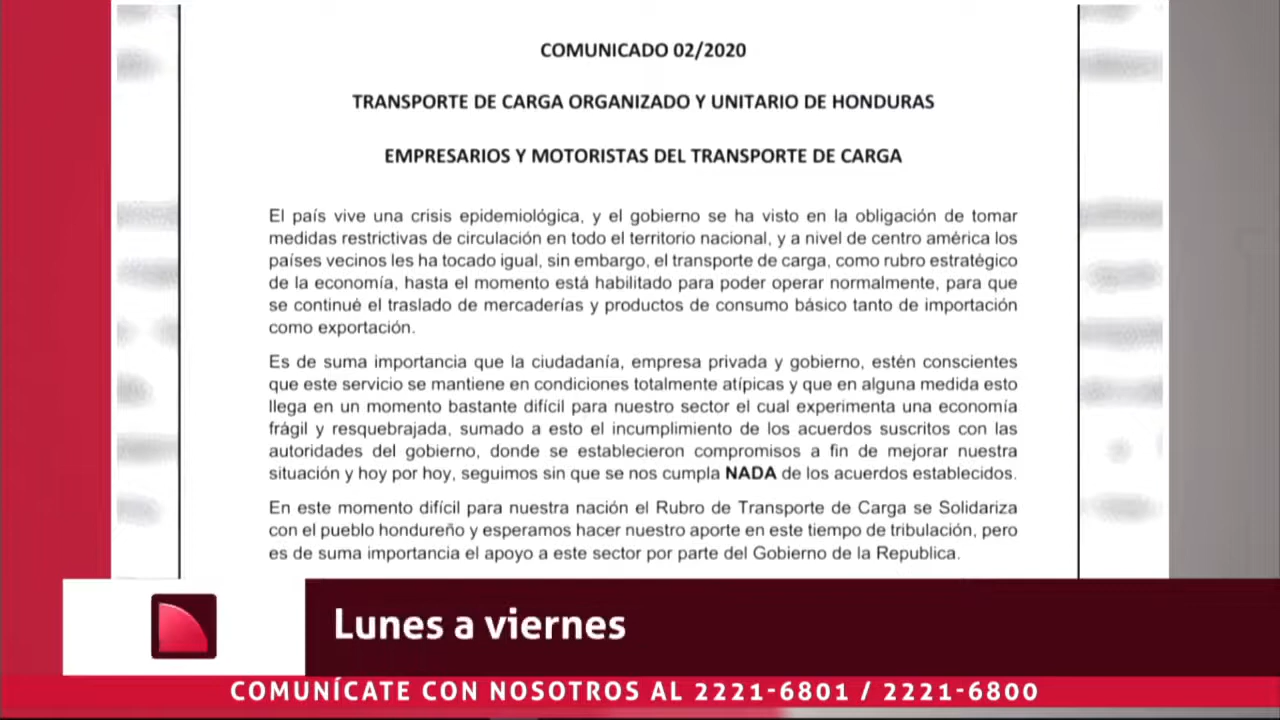 COMUNICADO 02/2020
TRANSPORTE DE CARGA ORGANIZADO Y UNITARIO DE HONDURAS
EMPRESARIOS Y MOTORISTAS DEL TRANSPORTE DE CARGA
El país vive una crisis epidemiológica, y el gobierno se ha visto en la obligación de tomar
medidas restrictivas de circulación en todo el territorio nacional, y a nivel de centro américa los
países vecinos les ha tocado igual, sin embargo, el transporte de carga, como rubro estratégico
de la economía, hasta el momento está habilitado para poder operar normalmente, para que
se continué el traslado de mercaderías y productos de consumo básico tanto de importación
como exportación.
Es de suma importancia que la ciudadanía, empresa privada y gobierno, estén conscientes
que este servicio se mantiene en condiciones totalmente atípicas y que en alguna medida esto
llega en un momento bastante difícil para nuestro sector el cual experimenta una economía
frágil y resquebrajada, sumado a esto el incumplimiento de los acuerdos suscritos con las
autoridades del gobierno, donde se establecieron compromisos a fin de mejorar nuestra
situación y hoy por hoy, seguimos sin que se nos cumpla NADA de los acuerdos establecidos.
En este momento difícil para nuestra nación el Rubro de Transporte de Carga se Solidariza
con el pueblo hondureño y esperamos hacer nuestro aporte en este tiempo de tribulación, pero
es de suma importancia el apoyo a este sector por parte del Gobierno de la Republica.
Lunes a viernes
COMUNÍCATE CON NOSOTROS AL 2221-6801 / 2221-6800